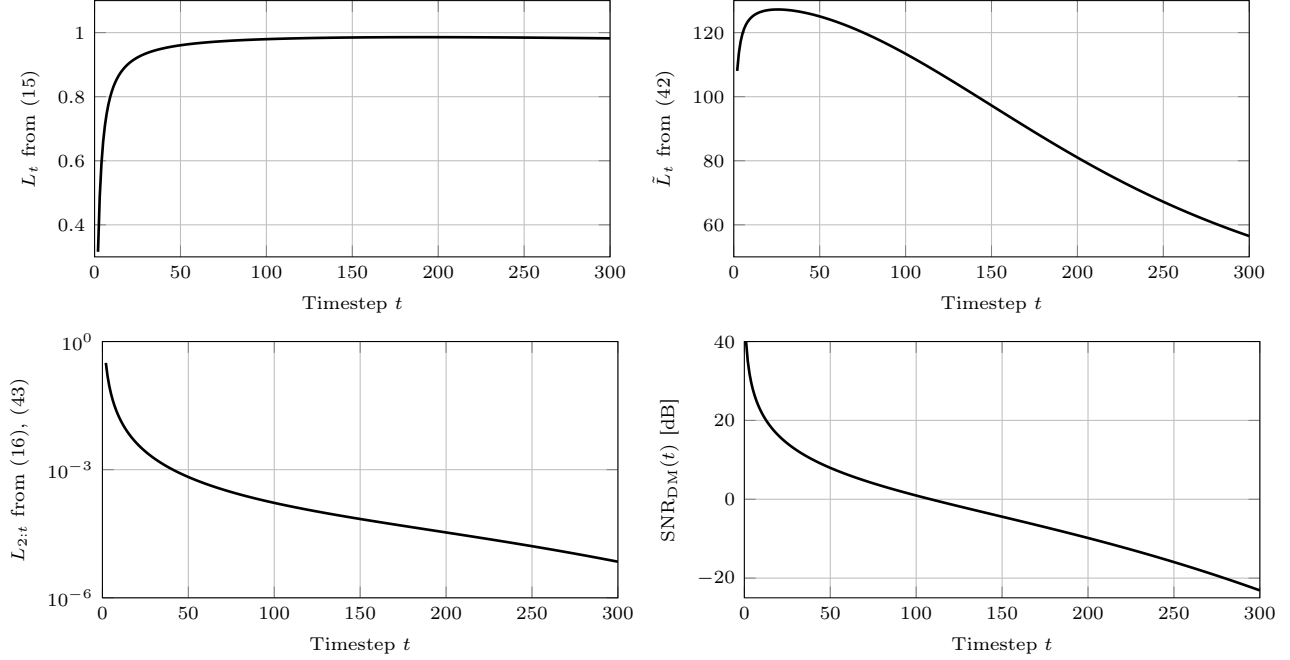 1
0.8
0.6
0.4
L_t from (15)
0 50 100 150 200 250 300
Timestep t
120
100
80
60
L̃_t from (42)
0 50 100 150 200 250 300
Timestep t
10^0
10^−3
10^−6
L_{2:t} from (16), (43)
0 50 100 150 200 250 300
Timestep t
40
20
0
−20
SNR_DM(t) [dB]
0 50 100 150 200 250 300
Timestep t